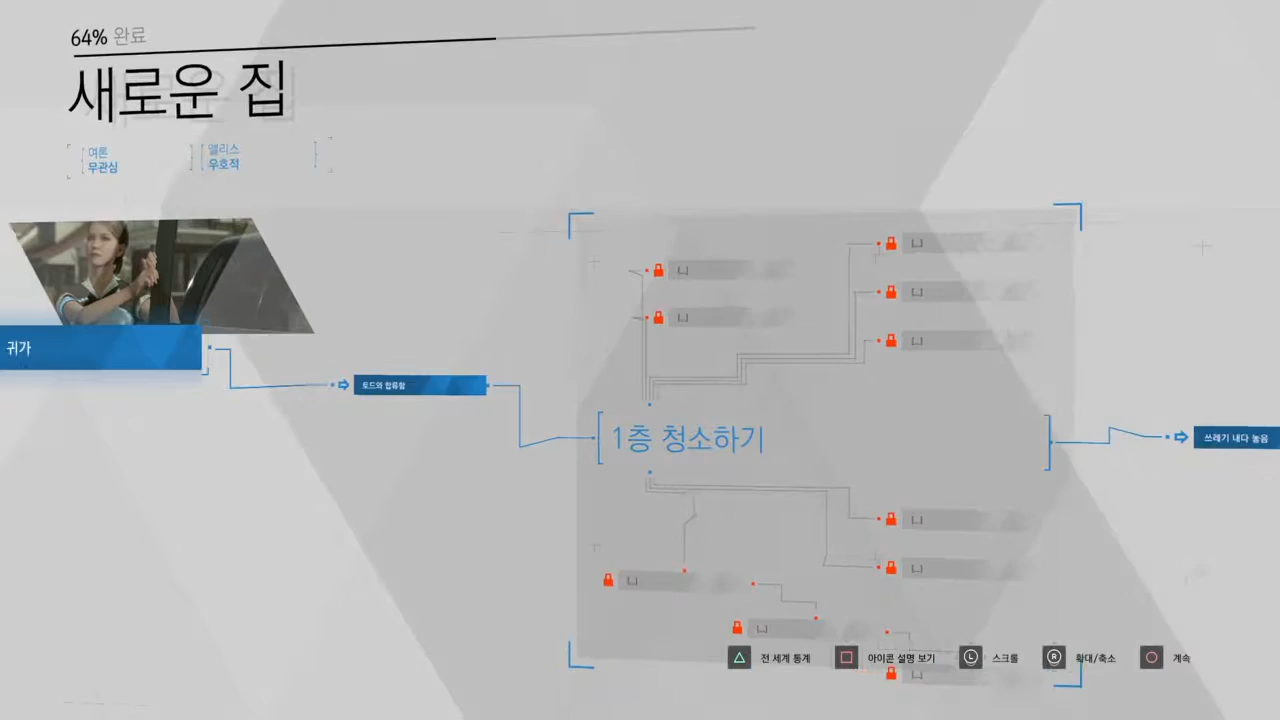 64% 완료
새로운 집
여론
무관심
앨리스
우호적
귀가
토드와 합류함
1층 청소하기
쓰레기 내다 놓음
전 세계 통계
아이콘 설명 보기
L
스크롤
R
확대/축소
계속